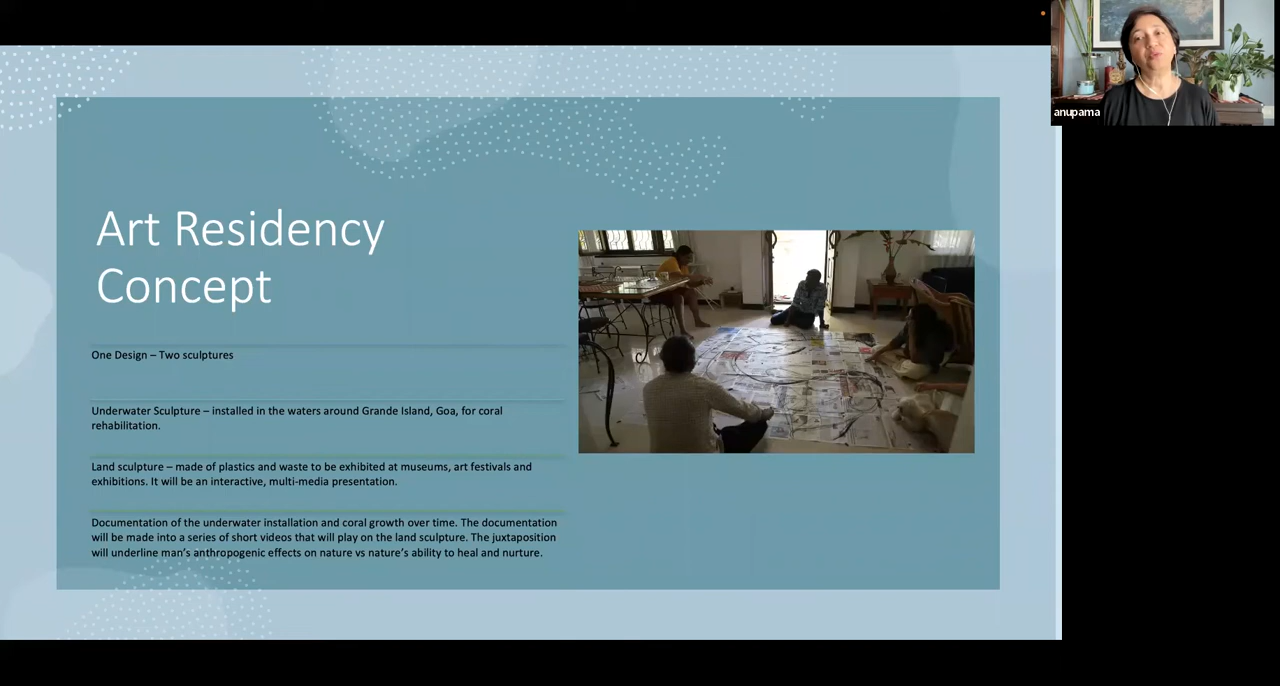 anupama
Art Residency
Concept
One Design – Two sculptures
Underwater Sculpture – installed in the waters around Grande Island, Goa, for coral
rehabilitation.
Land sculpture – made of plastics and waste to be exhibited at museums, art festivals and
exhibitions. It will be an interactive, multi-media presentation.
Documentation of the underwater installation and coral growth over time. The documentation
will be made into a series of short videos that will play on the land sculpture. The juxtaposition
will underline man’s anthropogenic effects on nature vs nature’s ability to heal and nurture.